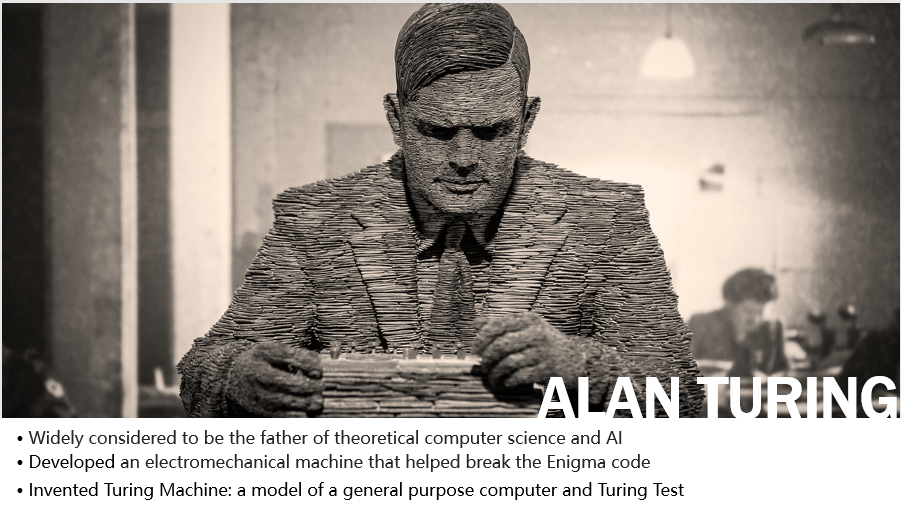 ALAN TURING
• Widely considered to be the father of theoretical computer science and AI
• Developed an electromechanical machine that helped break the Enigma code
• Invented Turing Machine: a model of a general purpose computer and Turing Test